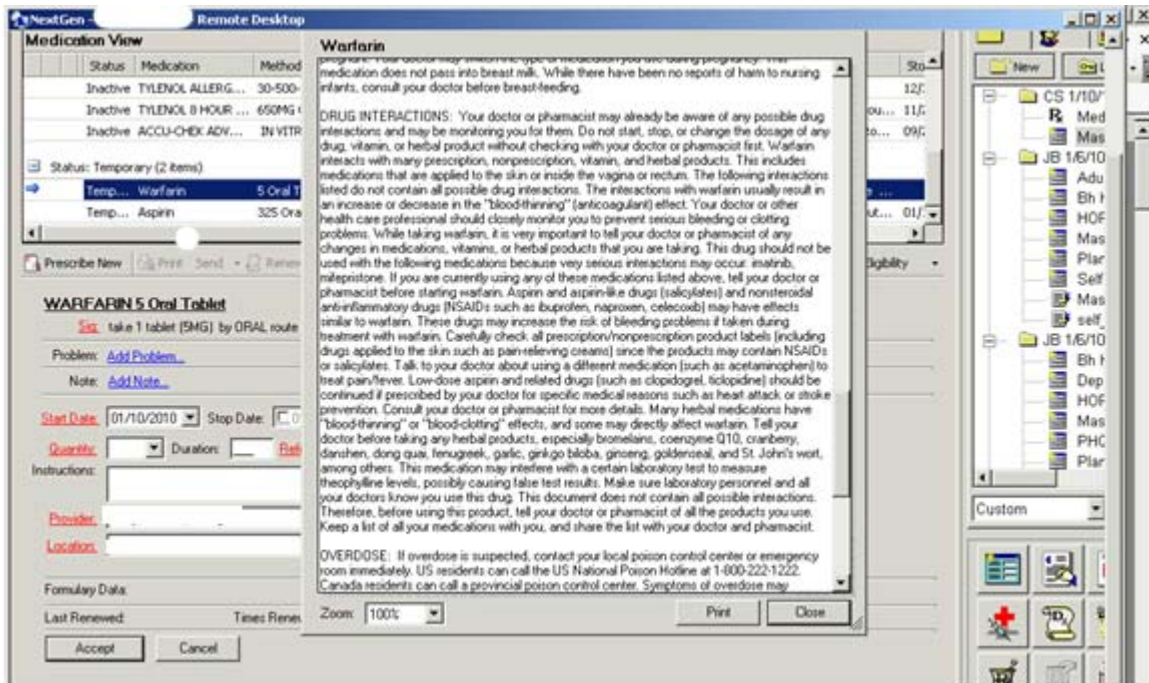 NextGen - Remote Desktop
Medication View
Status Medication Method Sto
Inactive TYLENOL ALLERG... 30-500- 12/
Inactive TYLENOL 8 HOUR ... 650MG ou... 11/
Inactive ACCU-CHEK ADV... IN VITR to... 09/
Status: Temporary (2 items)
Temp... Warfarin 5 Oral T ...
Temp... Aspirin 325 Ora ut... 01/
Prescribe New Print Send Renew Eligibility
WARFARIN 5 Oral Tablet
Sig: take 1 tablet (5MG) by ORAL route
Problem: Add Problem...
Note: Add Note...
Start Date: 01/10/2010 Stop Date:
Quantity: Duration: Refi
Instructions:
Provider:
Location:
Formulary Data:
Last Renewed: Times Renew
Accept Cancel
Warfarin
pregnant. Your doctor may switch the type of medication you use during pregnancy. This
medication does not pass into breast milk. While there have been no reports of harm to nursing
infants, consult your doctor before breast-feeding.
DRUG INTERACTIONS: Your doctor or pharmacist may already be aware of any possible drug
interactions and may be monitoring you for them. Do not start, stop, or change the dosage of any
drug, vitamin, or herbal product without checking with your doctor or pharmacist first. Warfarin
interacts with many prescription, nonprescription, vitamin, and herbal products. This includes
medications that are applied to the skin or inside the vagina or rectum. The following interactions
listed do not contain all possible drug interactions. The interactions with warfarin usually result in
an increase or decrease in the "blood-thinning" (anticoagulant) effect. Your doctor or other
health care professional should closely monitor you to prevent serious bleeding or clotting
problems. While taking warfarin, it is very important to tell your doctor or pharmacist of any
changes in medications, vitamins, or herbal products that you are taking. This drug should not be
used with the following medications because very serious interactions may occur: imatinib,
mifepristone. If you are currently using any of these medications listed above, tell your doctor or
pharmacist before starting warfarin. Aspirin and aspirin-like drugs (salicylates) and nonsteroidal
anti-inflammatory drugs (NSAIDs such as ibuprofen, naproxen, celecoxib) may have effects
similar to warfarin. These drugs may increase the risk of bleeding problems if taken during
treatment with warfarin. Carefully check all prescription/nonprescription product labels (including
drugs applied to the skin such as pain-relieving creams) since the products may contain NSAIDs
or salicylates. Talk to your doctor about using a different medication (such as acetaminophen) to
treat pain/fever. Low-dose aspirin and related drugs (such as clopidogrel, ticlopidine) should be
continued if prescribed by your doctor for specific medical reasons such as heart attack or stroke
prevention. Consult your doctor or pharmacist for more details. Many herbal medications have
"blood-thinning" or "blood-clotting" effects, and some may directly affect warfarin. Tell your
doctor before taking any herbal products, especially bromelains, coenzyme Q10, cranberry,
danshen, dong quai, fenugreek, garlic, ginkgo biloba, ginseng, goldenseal, and St. John's wort,
among others. This medication may interfere with a certain laboratory test to measure
theophylline levels, possibly causing false test results. Make sure laboratory personnel and all
your doctors know you use this drug. This document does not contain all possible interactions.
Therefore, before using this product, tell your doctor or pharmacist of all the products you use.
Keep a list of all your medications with you, and share the list with your doctor and pharmacist.
OVERDOSE: If overdose is suspected, contact your local poison control center or emergency
room immediately. US residents can call the US National Poison Hotline at 1-800-222-1222.
Canada residents can call a provincial poison control center. Symptoms of overdose may
Zoom: 100% Print Close
New
CS 1/10/
Med
Mas
JB 1/6/10
Adu
Bh H
HOF
Mas
Plan
Self
Mas
self_
JB 1/6/10
Bh H
Dep
HOF
Mas
PHC
Plar
Custom